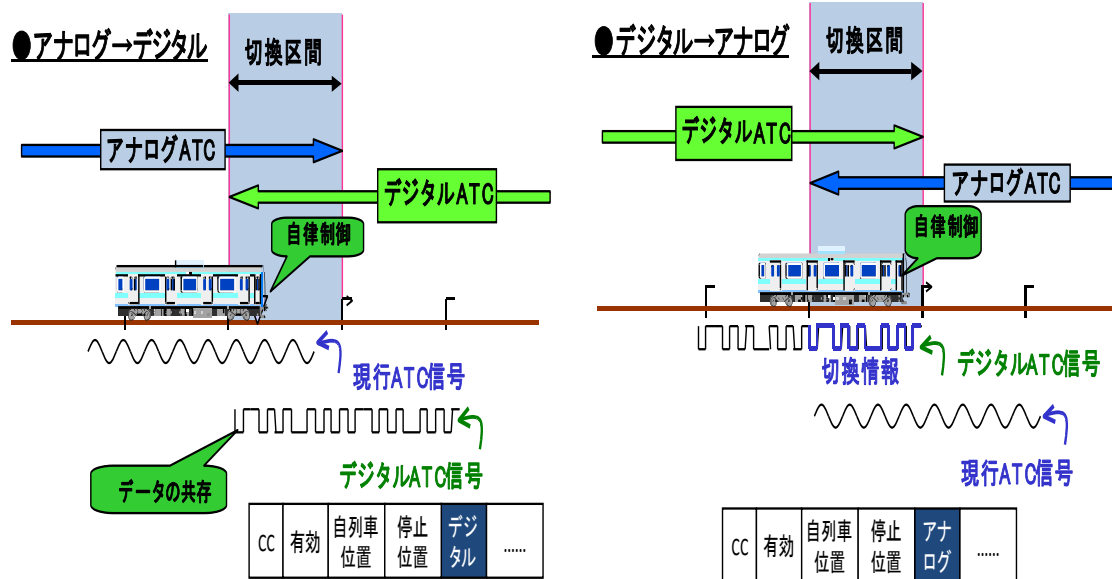 ●アナログ→デジタル
切換区間
アナログATC
デジタルATC
自律制御
現行ATC信号
デジタルATC信号
データの共存
CC 有効 自列車位置 停止位置 デジタル ……
●デジタル→アナログ
切換区間
デジタルATC
アナログATC
自律制御
切換情報
デジタルATC信号
現行ATC信号
CC 有効 自列車位置 停止位置 アナログ ……